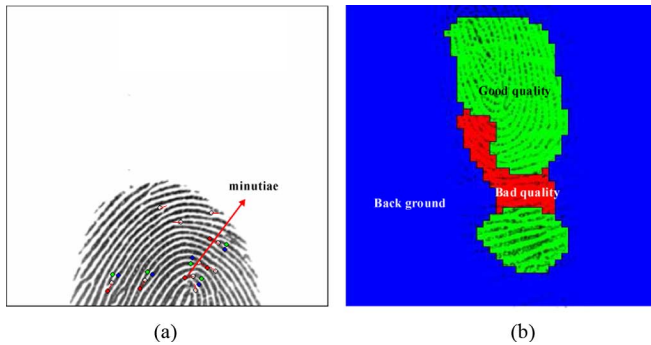 minutiae
Good quality
Bad quality
Back ground
(a)
(b)